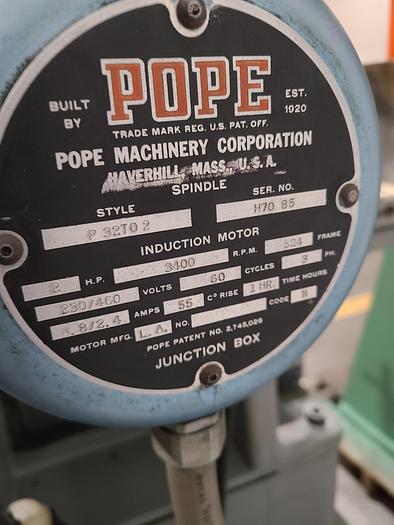 BUILT BY
POPE
EST. 1920
TRADE MARK REG. U.S. PAT. OFF.
POPE MACHINERY CORPORATION
HAVERHILL, MASS., U.S.A.
SPINDLE
STYLE SER. NO.
P 32TO 2 H70 85
INDUCTION MOTOR
2 H.P. 3400 R.P.M. 524 FRAME
230/460 VOLTS 60 CYCLES 3 PH.
4.8/2.4 AMPS 55 C° RISE 1 HR. TIME HOURS
MOTOR MFG. L.A. NO. CODE H
POPE PATENT NO. 2,745,026
JUNCTION BOX